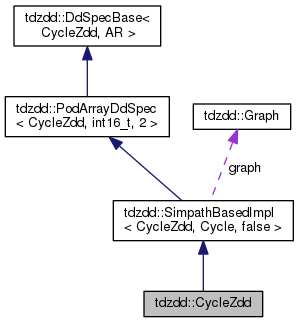 tdzdd::DdSpecBase<
CycleZdd, AR >
tdzdd::PodArrayDdSpec
< CycleZdd, int16_t, 2 >
tdzdd::Graph
graph
tdzdd::SimpathBasedImpl
< CycleZdd, Cycle, false >
tdzdd::CycleZdd